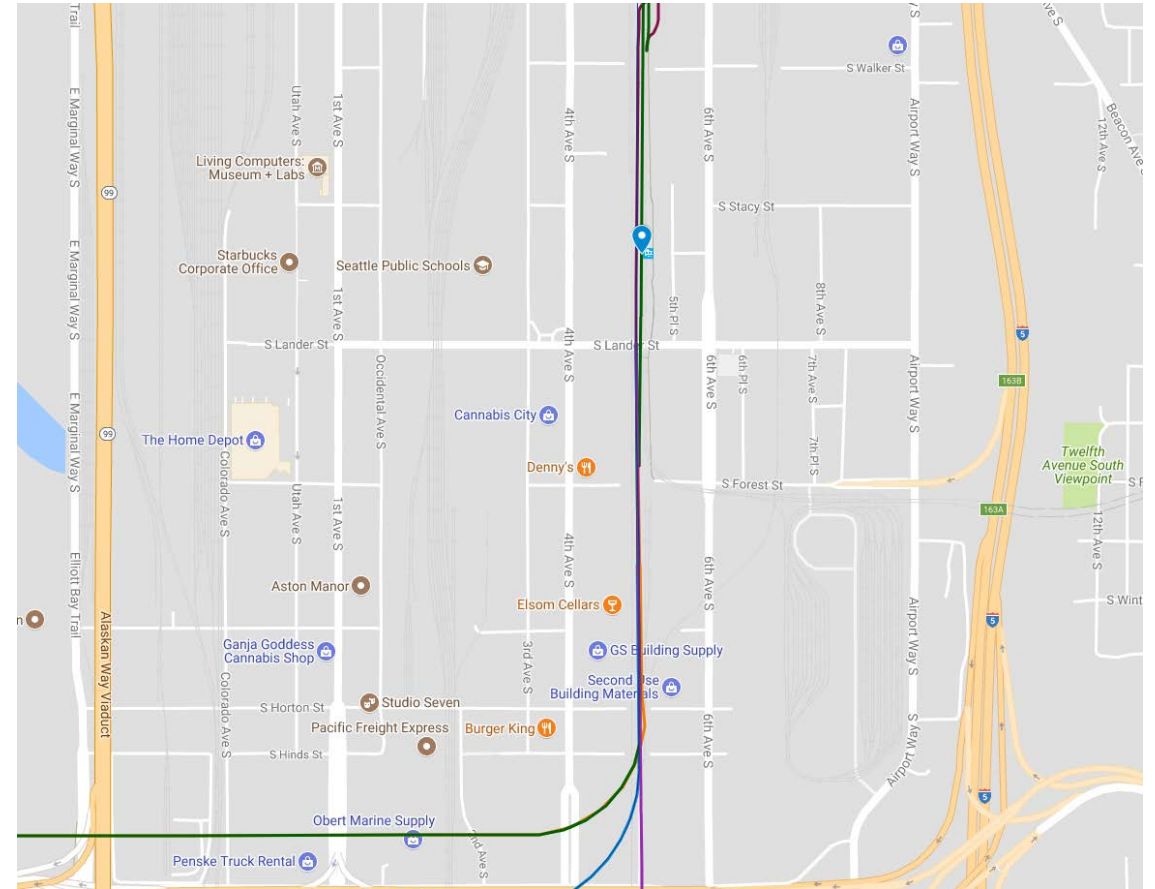 Trail
Ave S
y S
S Walker St
E Marginal Way S
Utah Ave S
1st Ave S
4th Ave S
6th Ave S
Airport Way S
12th Ave S
Beacon Ave
Living Computers:
Museum + Labs
99
S Stacy St
E Marginal Way S
Starbucks
Corporate Office
Seattle Public Schools
1st Ave S
5th Pl S
8th Ave S
5
S Lander St
4th Ave S
S Lander St
Occidental Ave S
6th Ave S
6th Pl S
7th Ave S
Airport Way S
163B
E Marginal Way S
99
Cannabis City
The Home Depot
7th Pl S
Twelfth
Avenue South
Viewpoint
Denny's
Colorado Ave S
Utah Ave S
1st Ave S
S Forest St
S F
163A
12th Ave S
Elliott Bay Trail
4th Ave S
6th Ave S
Aston Manor
Elsom Cellars
Airport Way S
S Wint
n
5
Alaskan Way Viaduct
Ganja Goddess
Cannabis Shop
3rd Ave S
GS Building Supply
Second Use
Building Materials
Colorado Ave S
S Horton St
Studio Seven
Pacific Freight Express
Burger King
6th Ave S
Airport Way S
S Hinds St
5
Obert Marine Supply
2nd Ave S
Penske Truck Rental